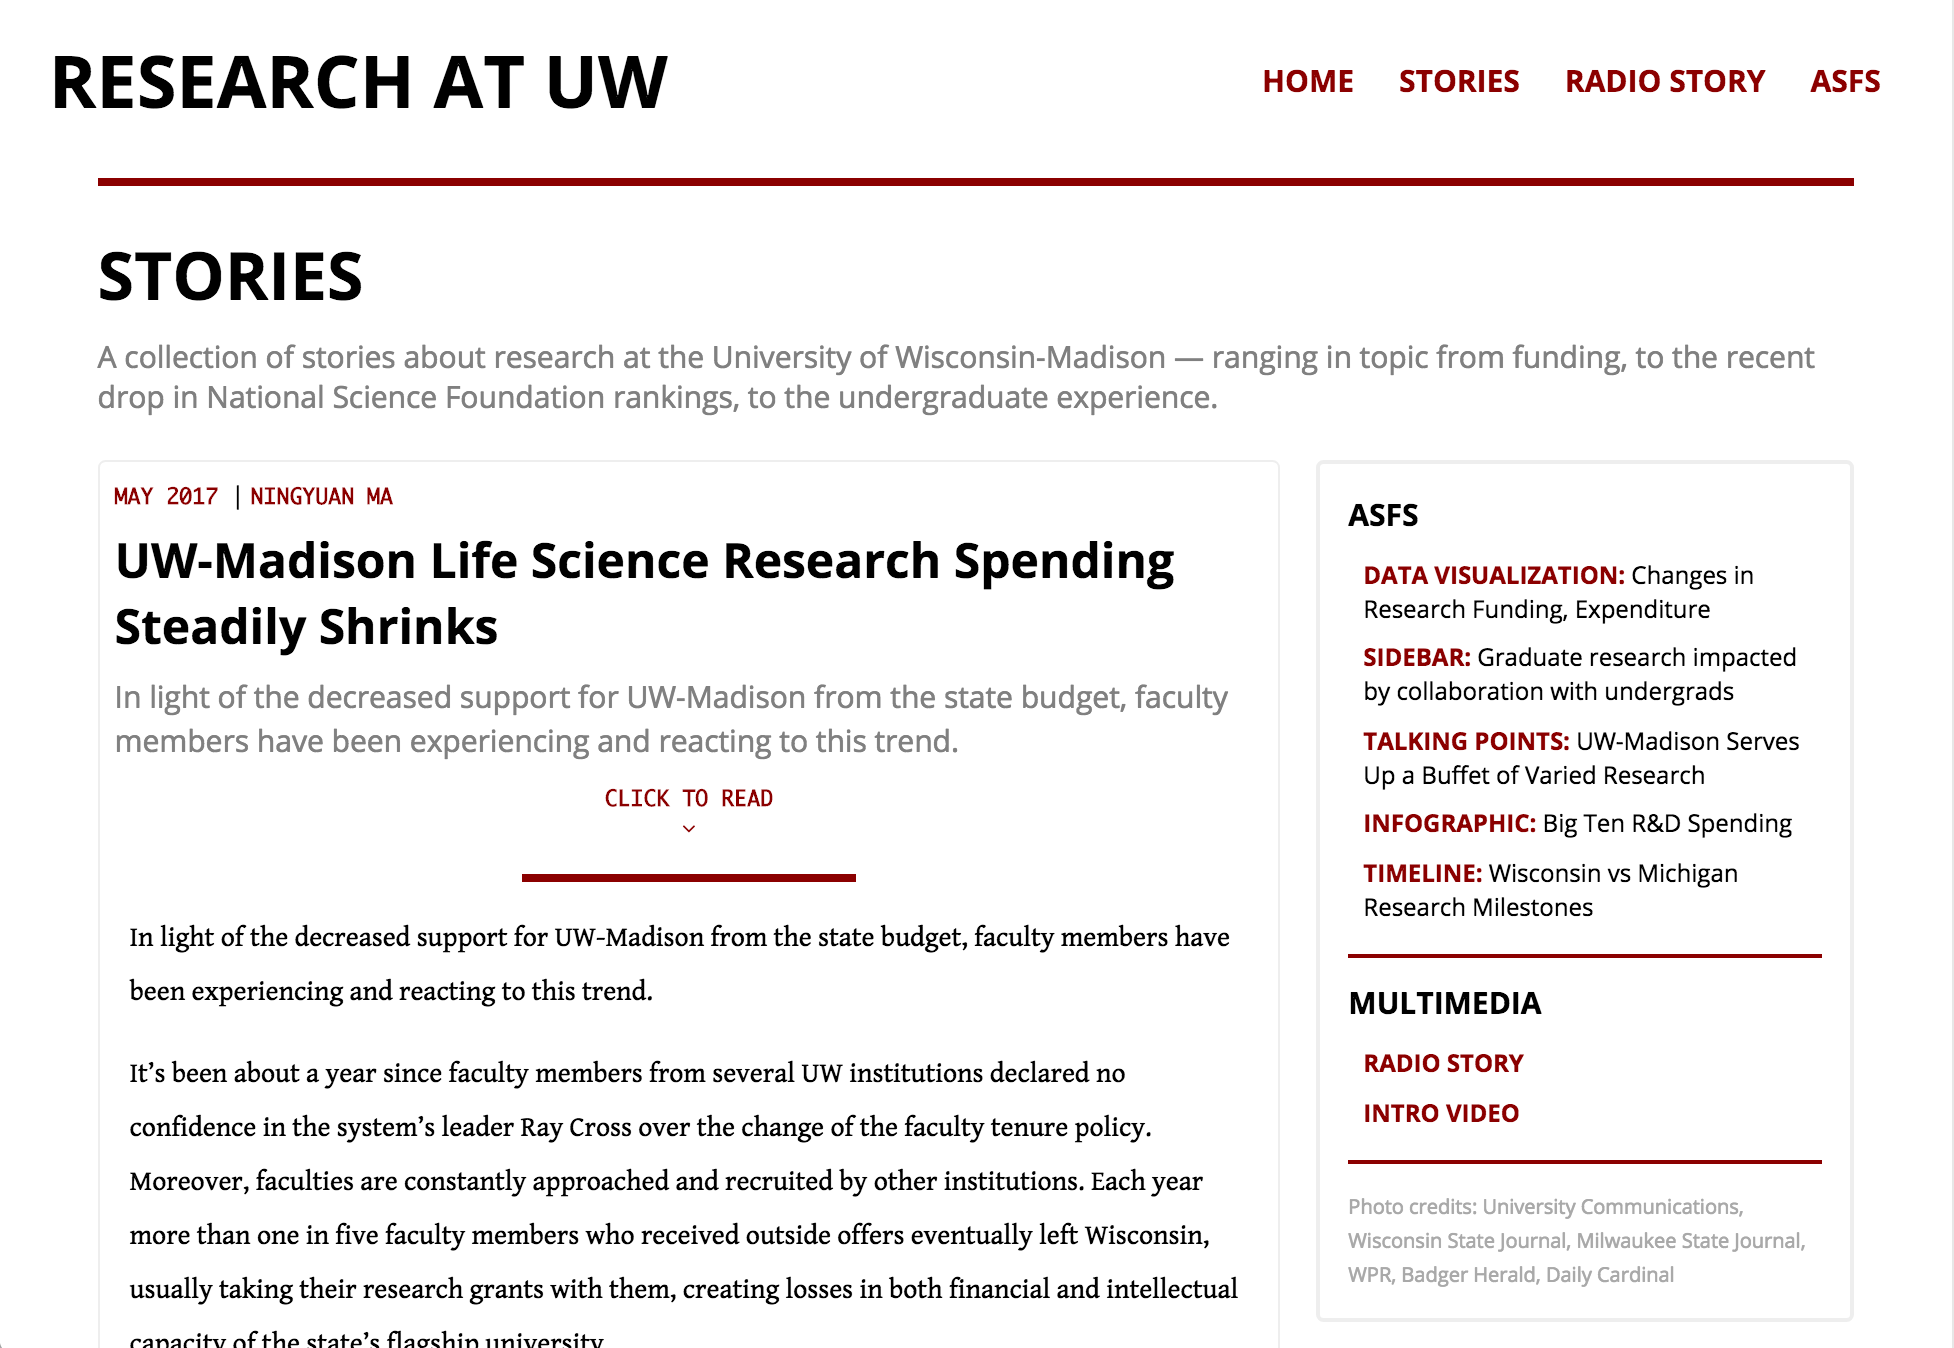 RESEARCH AT UW
HOME STORIES RADIO STORY ASFS
STORIES
A collection of stories about research at the University of Wisconsin-Madison — ranging in topic from funding, to the recent
drop in National Science Foundation rankings, to the undergraduate experience.
MAY 2017 | NINGYUAN MA
UW-Madison Life Science Research Spending
Steadily Shrinks
In light of the decreased support for UW-Madison from the state budget, faculty
members have been experiencing and reacting to this trend.
CLICK TO READ
In light of the decreased support for UW-Madison from the state budget, faculty members have
been experiencing and reacting to this trend.
It’s been about a year since faculty members from several UW institutions declared no
confidence in the system’s leader Ray Cross over the change of the faculty tenure policy.
Moreover, faculties are constantly approached and recruited by other institutions. Each year
more than one in five faculty members who received outside offers eventually left Wisconsin,
usually taking their research grants with them, creating losses in both financial and intellectual
capacity of the state’s flagship university.
ASFS
DATA VISUALIZATION: Changes in
Research Funding, Expenditure
SIDEBAR: Graduate research impacted
by collaboration with undergrads
TALKING POINTS: UW-Madison Serves
Up a Buffet of Varied Research
INFOGRAPHIC: Big Ten R&D Spending
TIMELINE: Wisconsin vs Michigan
Research Milestones
MULTIMEDIA
RADIO STORY
INTRO VIDEO
Photo credits: University Communications,
Wisconsin State Journal, Milwaukee State Journal,
WPR, Badger Herald, Daily Cardinal